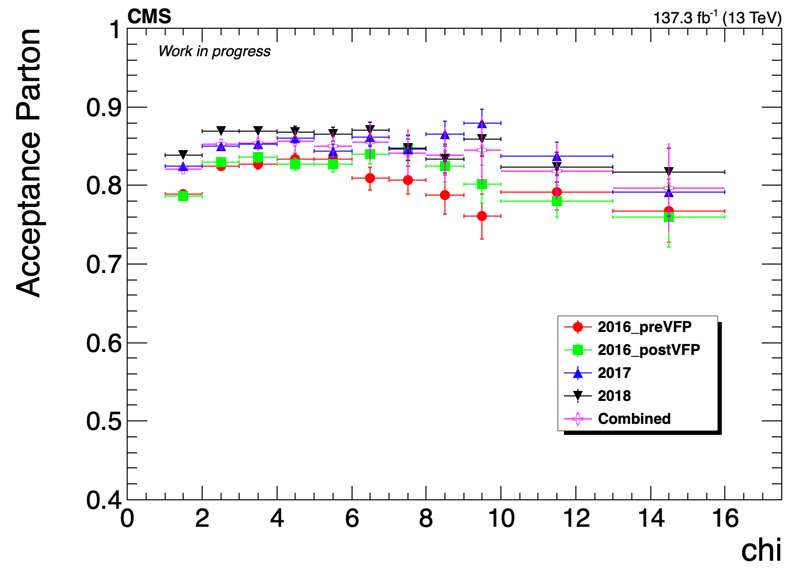 CMS
137.3 fb⁻¹ (13 TeV)
Work in progress
Acceptance Parton
1
0.9
0.8
0.7
0.6
0.5
0.4
2016_preVFP
2016_postVFP
2017
2018
Combined
0 2 4 6 8 10 12 14 16
chi